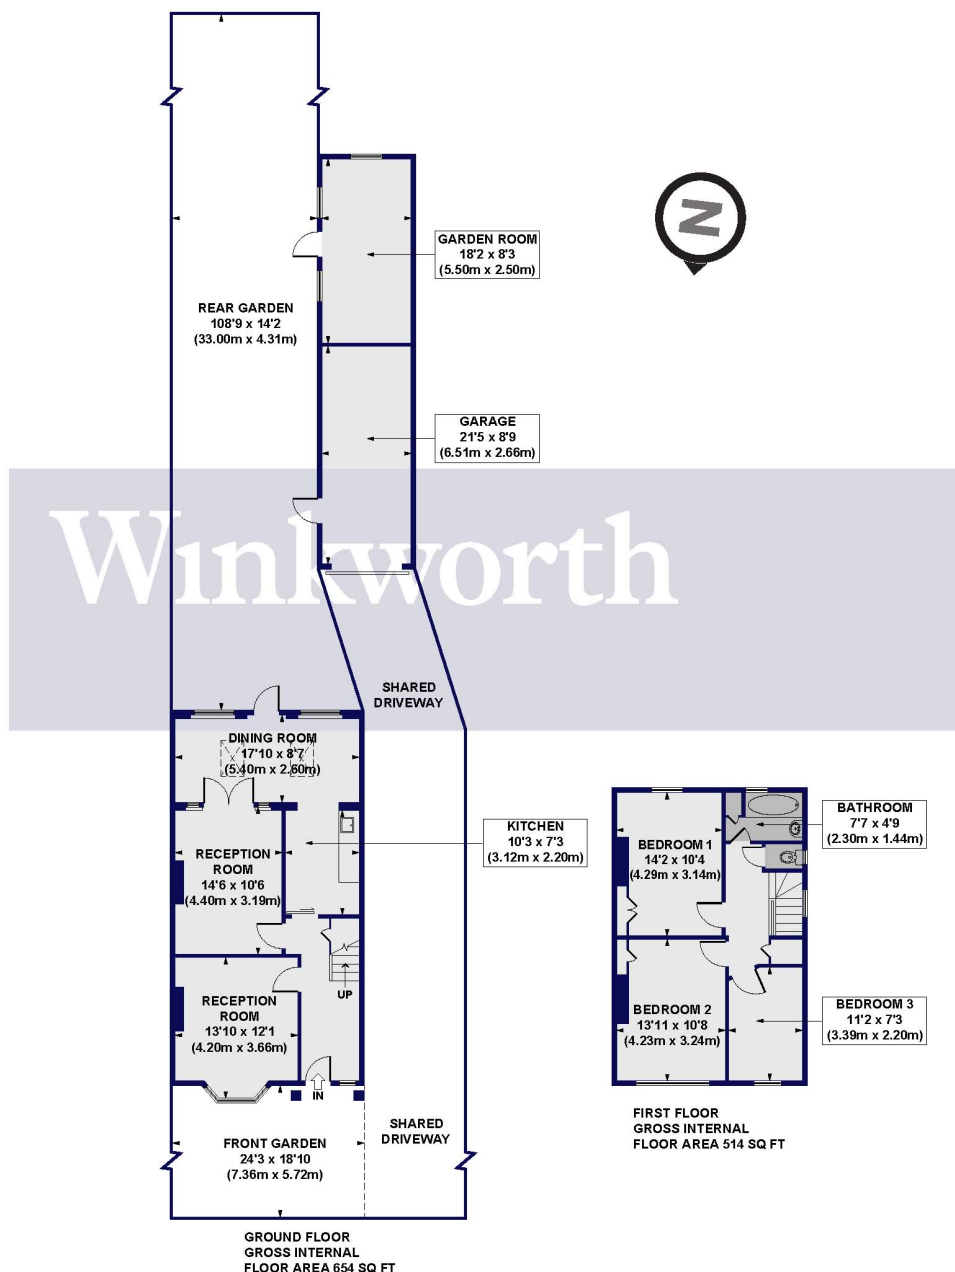 GARDEN ROOM
18'2 x 8'3
(5.50m x 2.50m)
N
REAR GARDEN
108'9 x 14'2
(33.00m x 4.31m)
GARAGE
21'5 x 8'9
(6.51m x 2.66m)
Winkworth
SHARED
DRIVEWAY
DINING ROOM
17'10 x 8'7
(5.40m x 2.60m)
KITCHEN
10'3 x 7'3
(3.12m x 2.20m)
RECEPTION
ROOM
14'6 x 10'6
(4.40m x 3.19m)
UP
RECEPTION
ROOM
13'10 x 12'1
(4.20m x 3.66m)
IN
SHARED
DRIVEWAY
FRONT GARDEN
24'3 x 18'10
(7.36m x 5.72m)
GROUND FLOOR
GROSS INTERNAL
FLOOR AREA 654 SQ FT
BATHROOM
7'7 x 4'9
(2.30m x 1.44m)
BEDROOM 1
14'2 x 10'4
(4.29m x 3.14m)
BEDROOM 2
13'11 x 10'8
(4.23m x 3.24m)
BEDROOM 3
11'2 x 7'3
(3.39m x 2.20m)
FIRST FLOOR
GROSS INTERNAL
FLOOR AREA 514 SQ FT